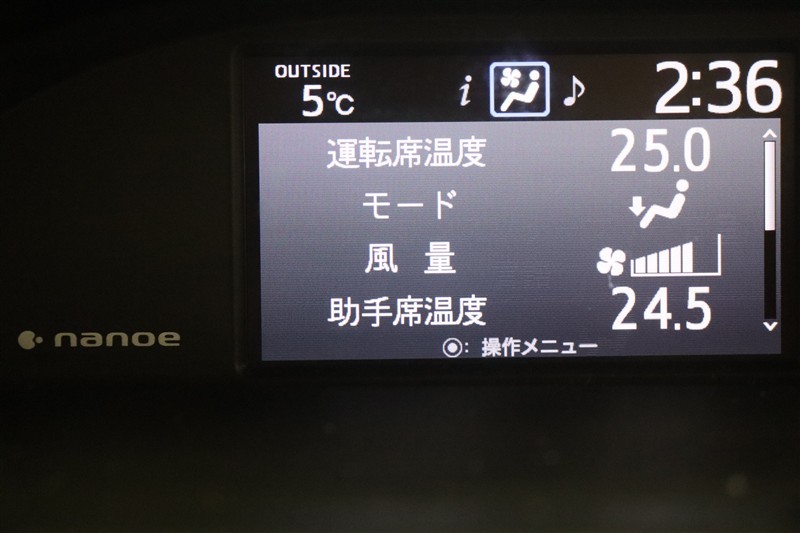 OUTSIDE
5℃
i
♪
2:36
運転席温度 25.0
モード
風 量
助手席温度 24.5
◉: 操作メニュー
nanoe